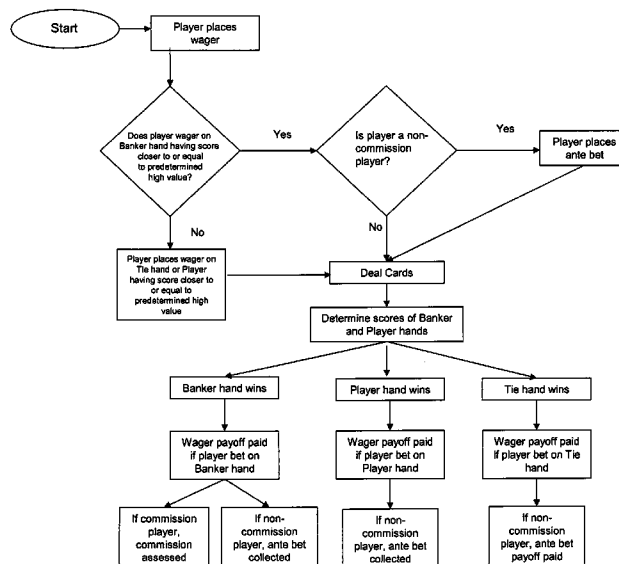 Start
Player places
wager
Does player wager on
Banker hand having score
closer to or equal
to predetermined
high value?
Yes
Is player a non-
commission
player?
Yes
Player places
ante bet
No
No
Player places wager on
Tie hand or Player
having score closer to
or equal to
predetermined high
value
Deal Cards
Determine scores of Banker
and Player hands
Banker hand wins
Player hand wins
Tie hand wins
Wager payoff paid
if player bet on
Banker hand
Wager payoff paid
if player bet on
Player hand
Wager payoff paid
If player bet on Tie
hand
If commission
player,
commission
assessed
If non-
commission
player, ante bet
collected
If non-
commission
player, ante bet
collected
If non-
commission
player, ante bet
payoff paid